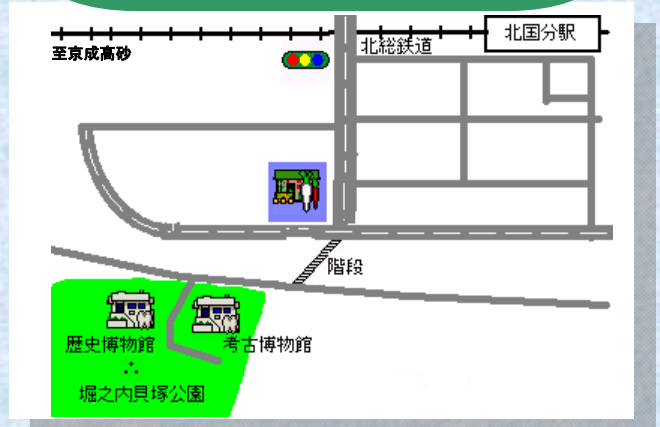 北国分駅
北総鉄道
至京成高砂
階段
歴史博物館
考古博物館
∴
堀之内貝塚公園